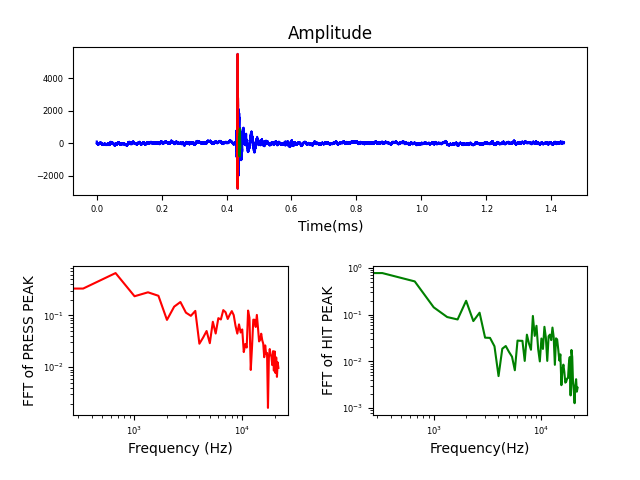 Amplitude
4000
2000
0
−2000
0.0 0.2 0.4 0.6 0.8 1.0 1.2 1.4
Time(ms)
FFT of PRESS PEAK
10⁻¹
10⁻²
10³ 10⁴
Frequency (Hz)
FFT of HIT PEAK
10⁰
10⁻¹
10⁻²
10⁻³
10³ 10⁴
Frequency(Hz)